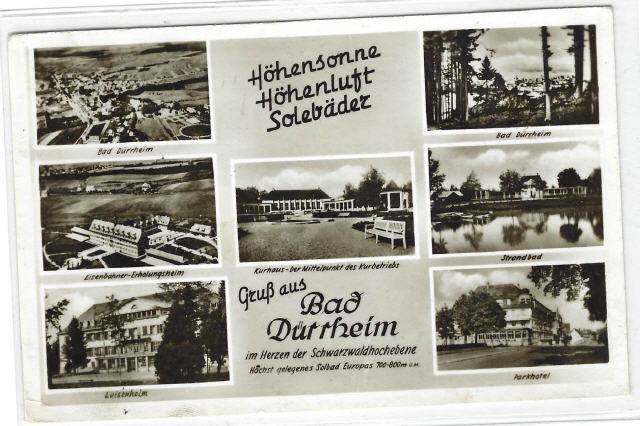 Höhensonne
Höhenluft
Solebäder
Bad Dürrheim
Bad Dürrheim
Eisenbahner-Erholungsheim
Kurhaus-Der Mittelpunkt des Kurbetriebs
Strandbad
Gruß aus
Bad
Dürrheim
im Herzen der Schwarzwaldhochebene
Höchst gelegenes Solbad Europas 700-800m ü.M.
Luisenheim
Parkhotel